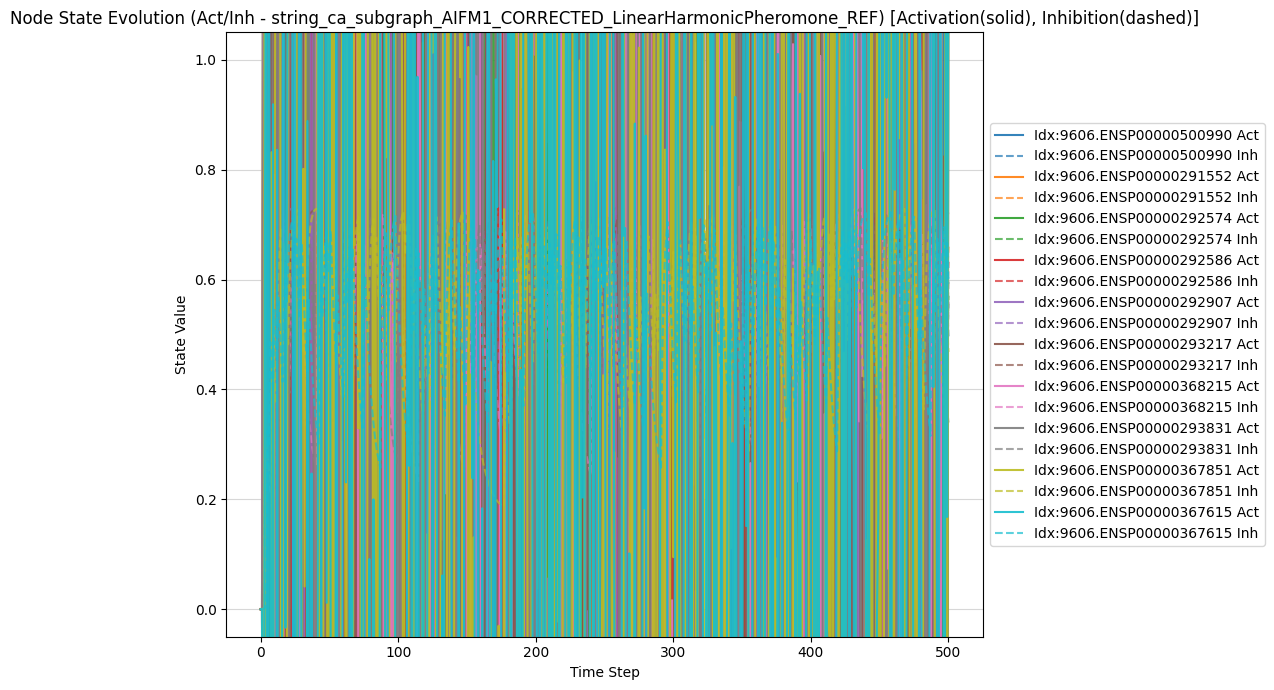 Node State Evolution (Act/Inh - string_ca_subgraph_AIFM1_CORRECTED_LinearHarmonicPheromone_REF) [Activation(solid), Inhibition(dashed)]
1.0
0.8
0.6
0.4
0.2
0.0
State Value
0 100 200 300 400 500
Time Step
Idx:9606.ENSP00000500990 Act
Idx:9606.ENSP00000500990 Inh
Idx:9606.ENSP00000291552 Act
Idx:9606.ENSP00000291552 Inh
Idx:9606.ENSP00000292574 Act
Idx:9606.ENSP00000292574 Inh
Idx:9606.ENSP00000292586 Act
Idx:9606.ENSP00000292586 Inh
Idx:9606.ENSP00000292907 Act
Idx:9606.ENSP00000292907 Inh
Idx:9606.ENSP00000293217 Act
Idx:9606.ENSP00000293217 Inh
Idx:9606.ENSP00000368215 Act
Idx:9606.ENSP00000368215 Inh
Idx:9606.ENSP00000293831 Act
Idx:9606.ENSP00000293831 Inh
Idx:9606.ENSP00000367851 Act
Idx:9606.ENSP00000367851 Inh
Idx:9606.ENSP00000367615 Act
Idx:9606.ENSP00000367615 Inh